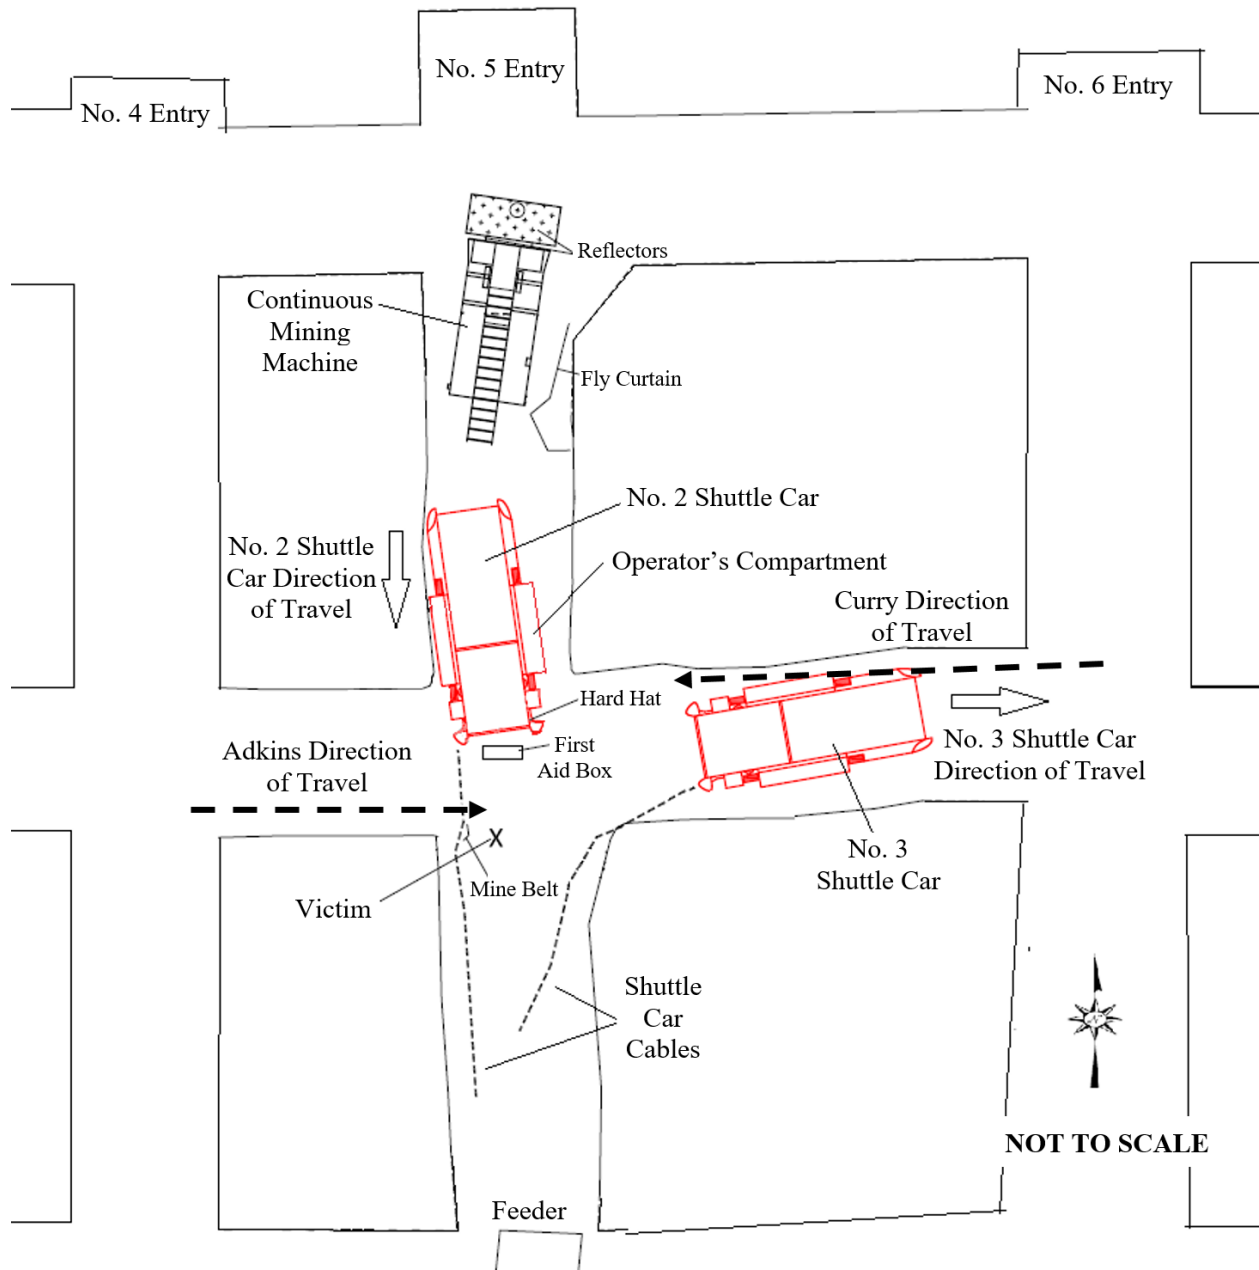 No. 5 Entry
No. 4 Entry
No. 6 Entry
Reflectors
Continuous
Mining
Machine
Fly Curtain
No. 2 Shuttle Car
No. 2 Shuttle
Car Direction
of Travel
Operator’s Compartment
Curry Direction
of Travel
Hard Hat
Adkins Direction
of Travel
First
Aid Box
No. 3 Shuttle Car
Direction of Travel
No. 3
Shuttle Car
Mine Belt
Victim
Shuttle
Car
Cables
NOT TO SCALE
Feeder
X